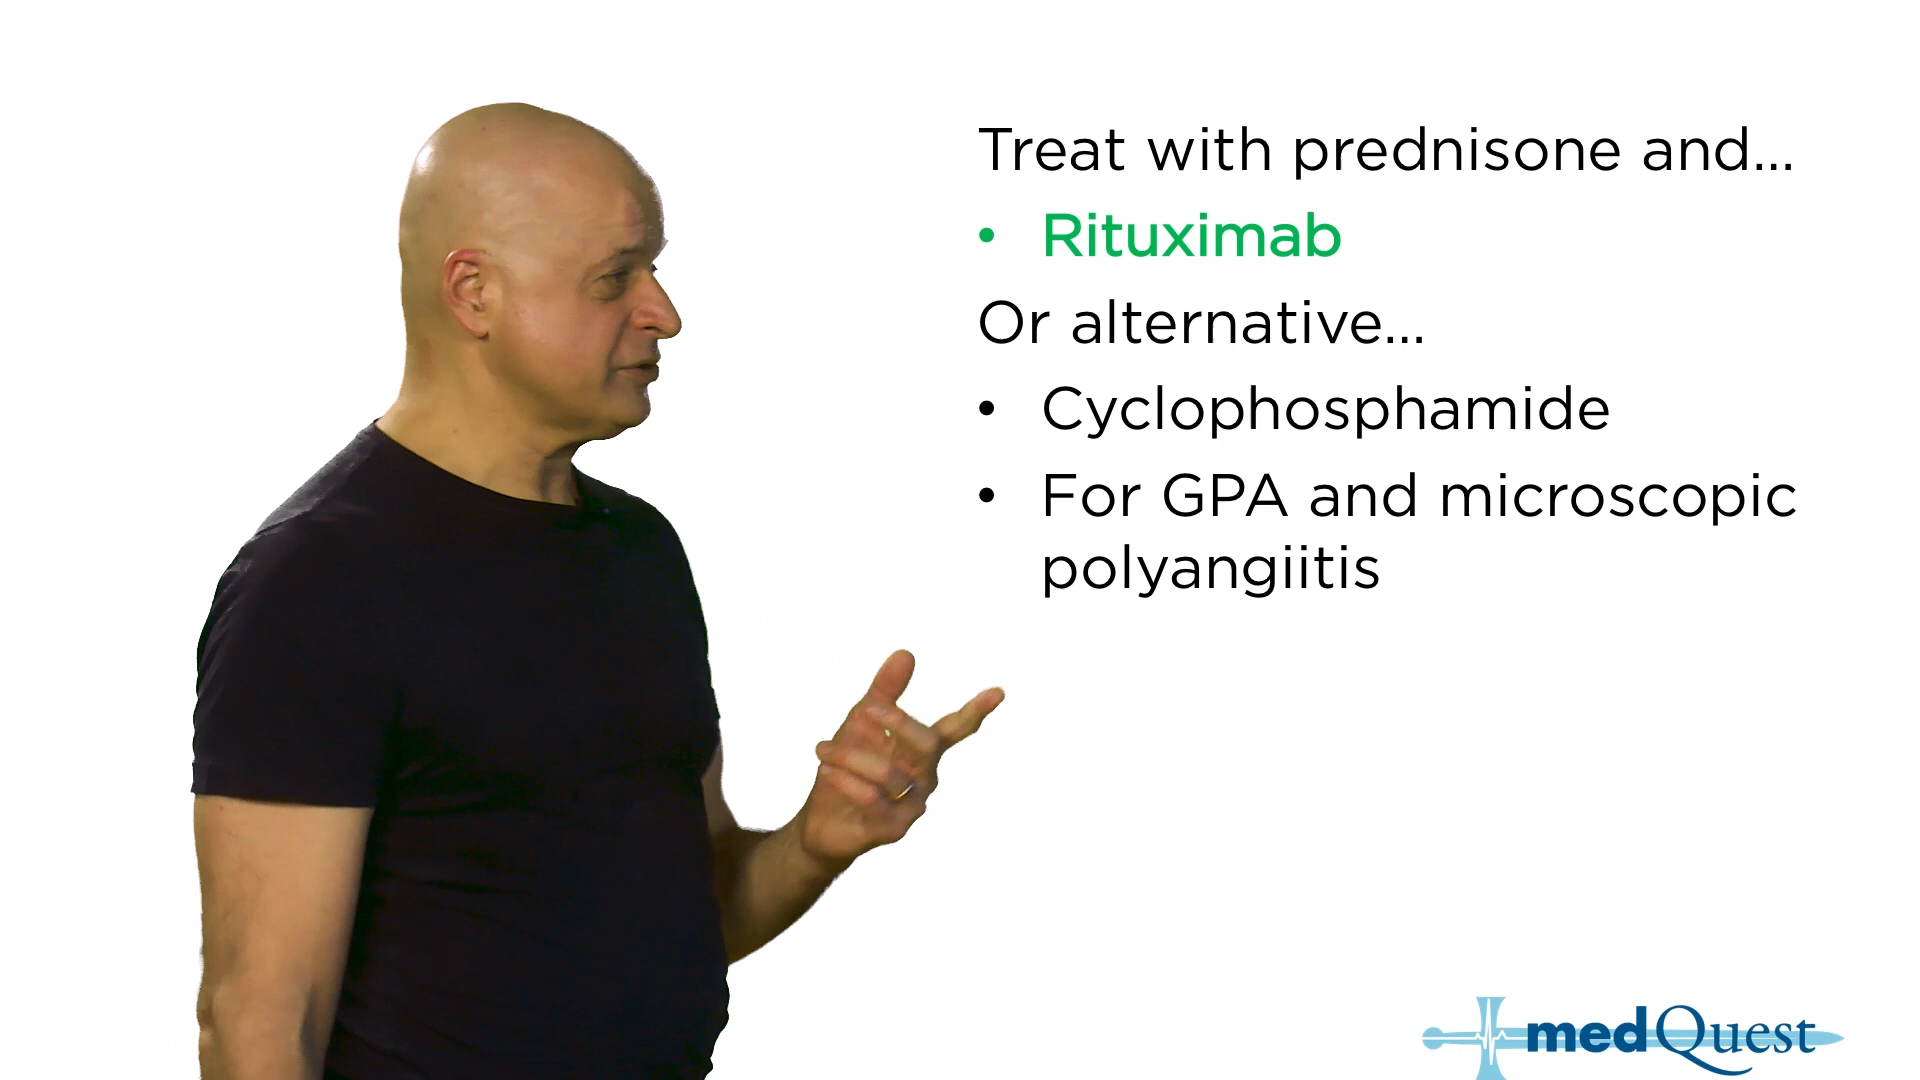 Treat with prednisone and...
• Rituximab
Or alternative...
• Cyclophosphamide
• For GPA and microscopic
polyangiitis
medQuest